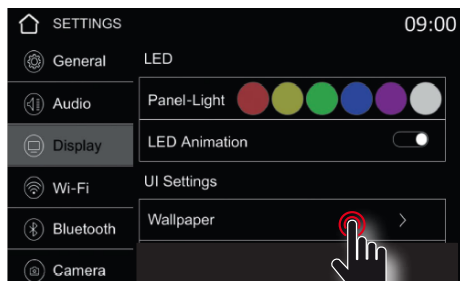 SETTINGS 09:00
General
Audio
Display
Wi-Fi
Bluetooth
Camera
LED
Panel-Light
LED Animation
UI Settings
Wallpaper